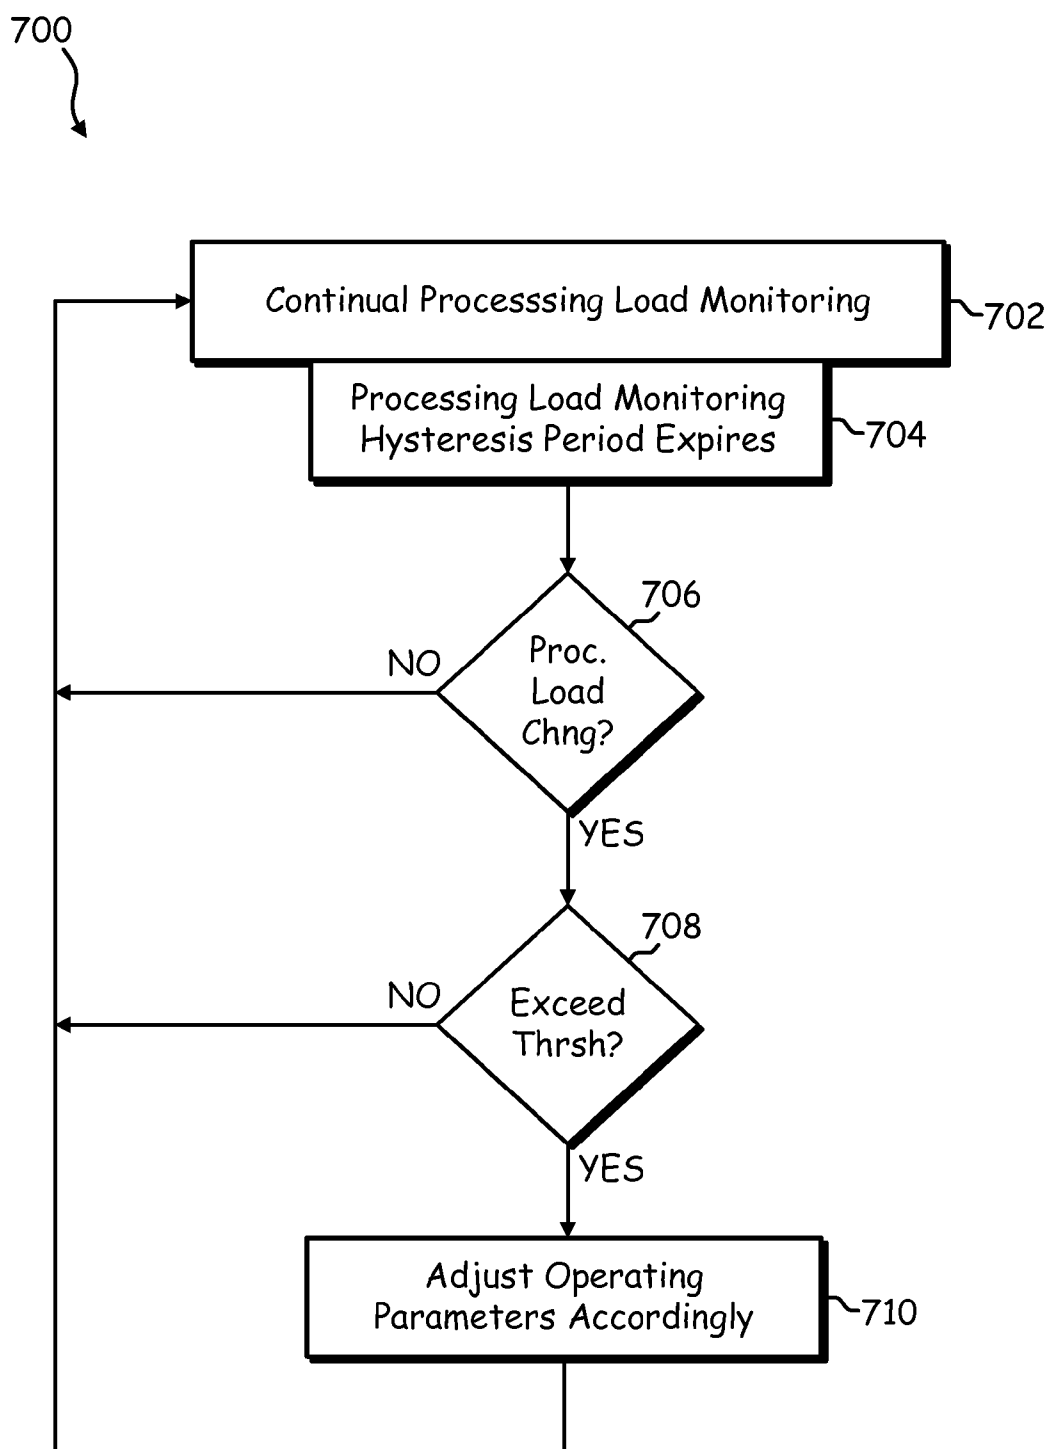 700
Continual Processsing Load Monitoring
702
Processing Load Monitoring
Hysteresis Period Expires
704
706
Proc.
Load
Chng?
NO
YES
708
Exceed
Thrsh?
NO
YES
Adjust Operating
Parameters Accordingly
710